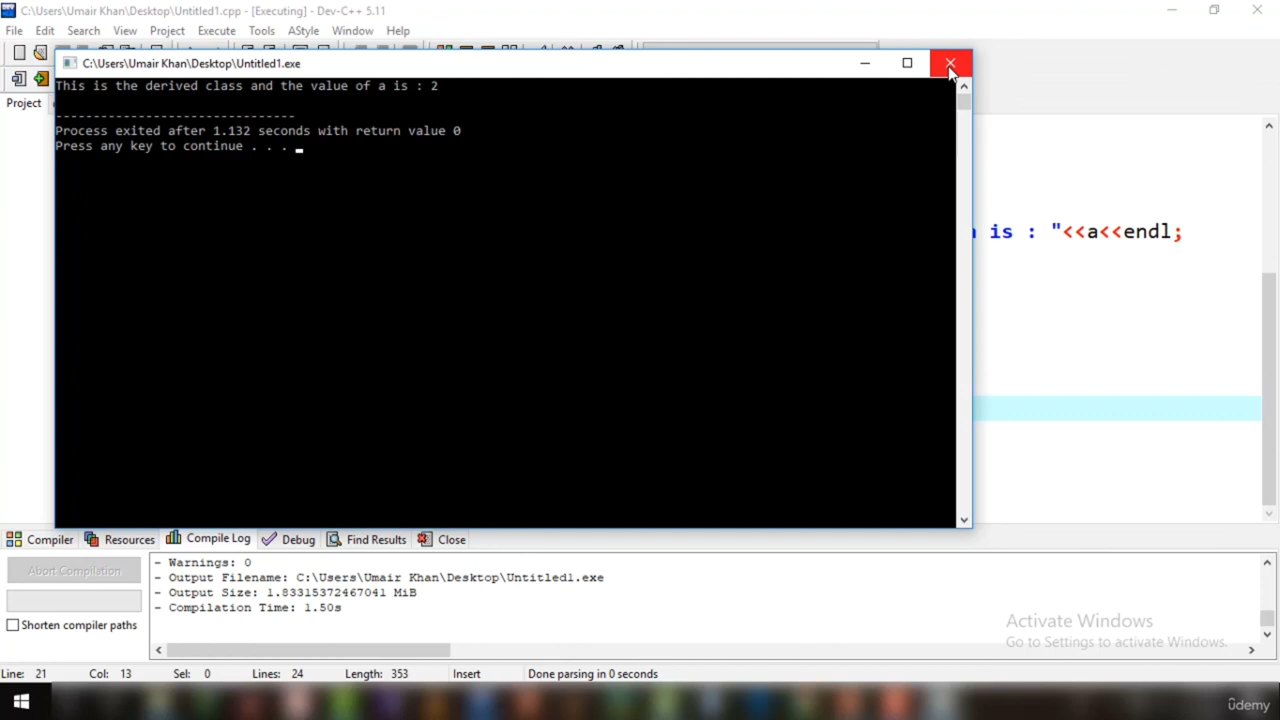 C:\Users\Umair Khan\Desktop\Untitled1.cpp - [Executing] - Dev-C++ 5.11
File Edit Search View Project Execute Tools AStyle Window Help
C:\Users\Umair Khan\Desktop\Untitled1.exe
Project
This is the derived class and the value of a is : 2
--------------------------------
Process exited after 1.132 seconds with return value 0
Press any key to continue . . .
is : "<<a<<endl;
Compiler Resources Compile Log Debug Find Results Close
Abort Compilation
Shorten compiler paths
- Warnings: 0
- Output Filename: C:\Users\Umair Khan\Desktop\Untitled1.exe
- Output Size: 1.83315372467041 MiB
- Compilation Time: 1.50s
Activate Windows
Go to Settings to activate Windows.
Line: 21 Col: 13 Sel: 0 Lines: 24 Length: 353 Insert Done parsing in 0 seconds
ûdemy